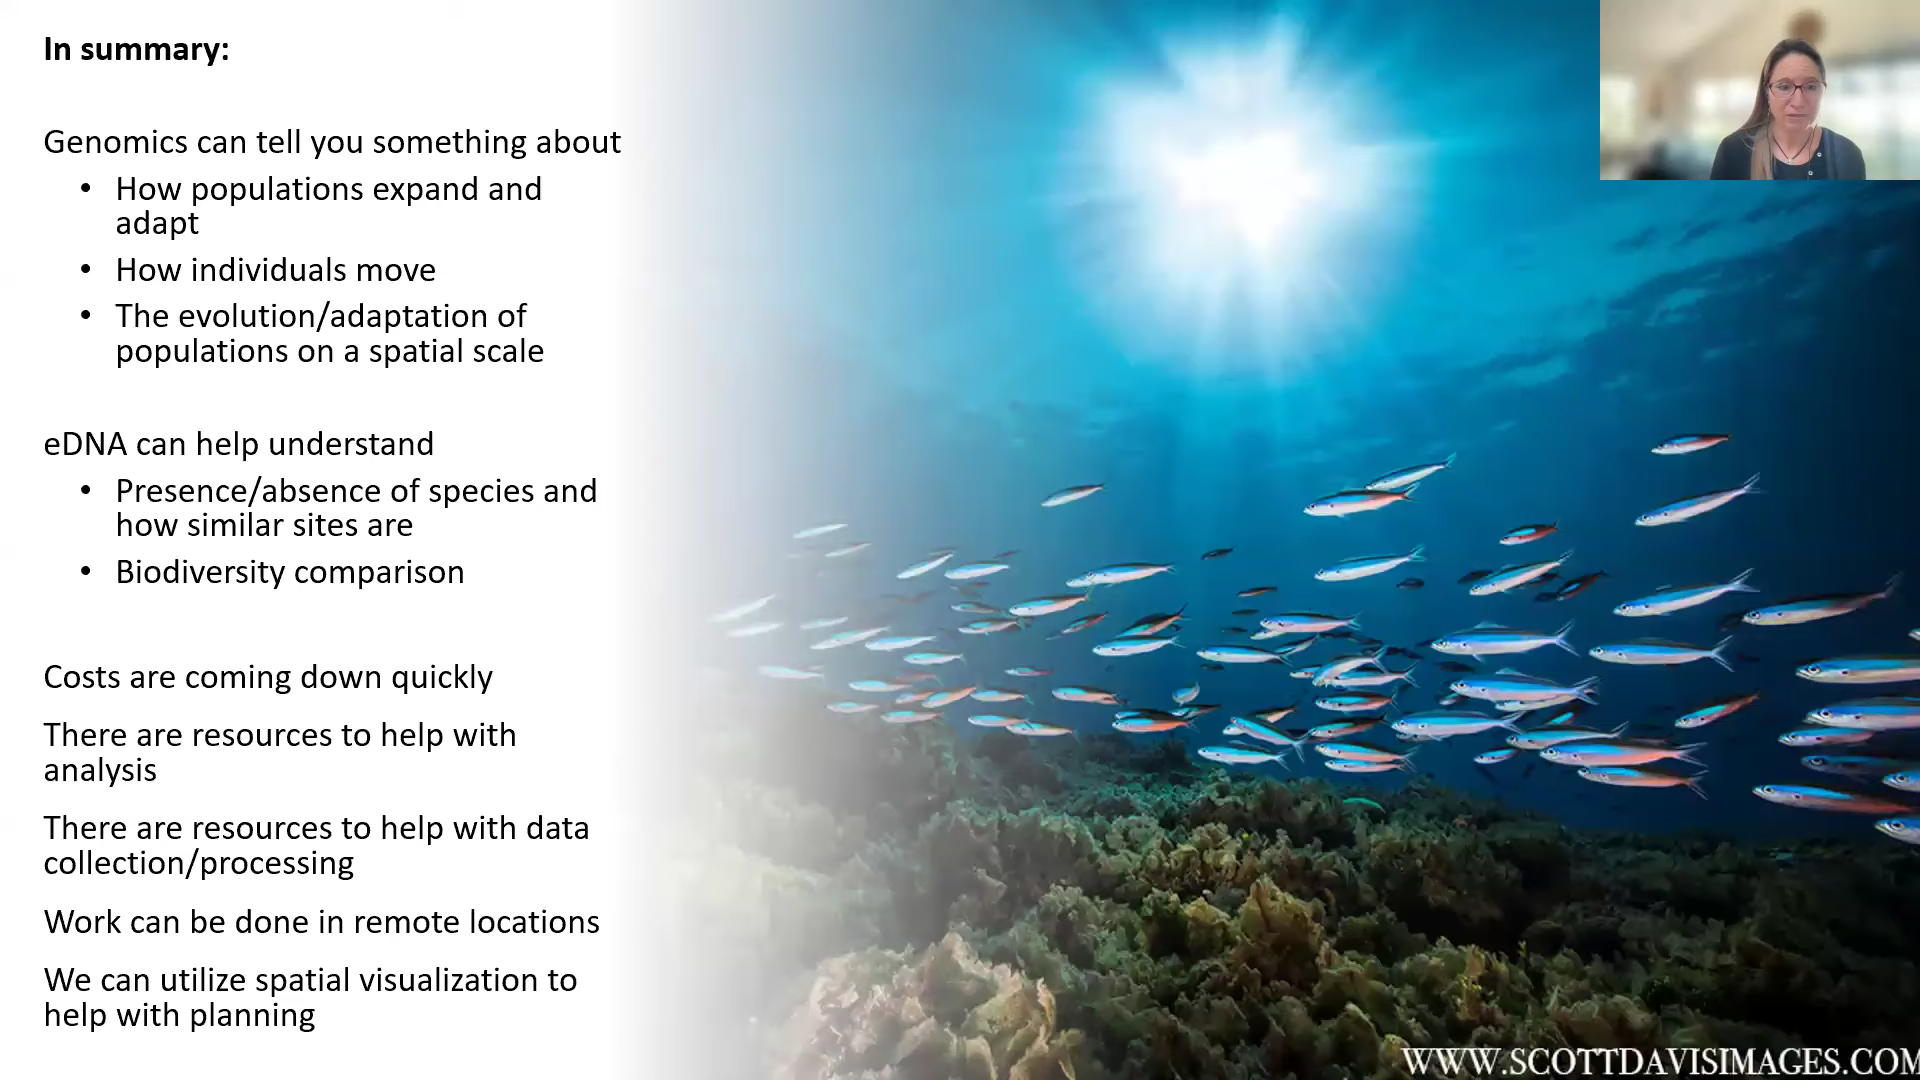 In summary:
Genomics can tell you something about
• How populations expand and
adapt
• How individuals move
• The evolution/adaptation of
populations on a spatial scale
eDNA can help understand
• Presence/absence of species and
how similar sites are
• Biodiversity comparison
Costs are coming down quickly
There are resources to help with
analysis
There are resources to help with data
collection/processing
Work can be done in remote locations
We can utilize spatial visualization to
help with planning
WWW.SCOTTDAVISIMAGES.COM